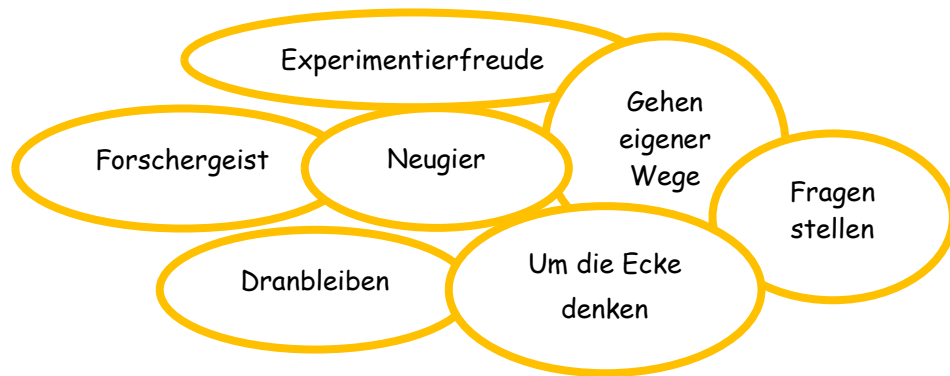 Experimentierfreude
Gehen
eigener
Wege
Forschergeist
Neugier
Fragen
stellen
Dranbleiben
Um die Ecke
denken